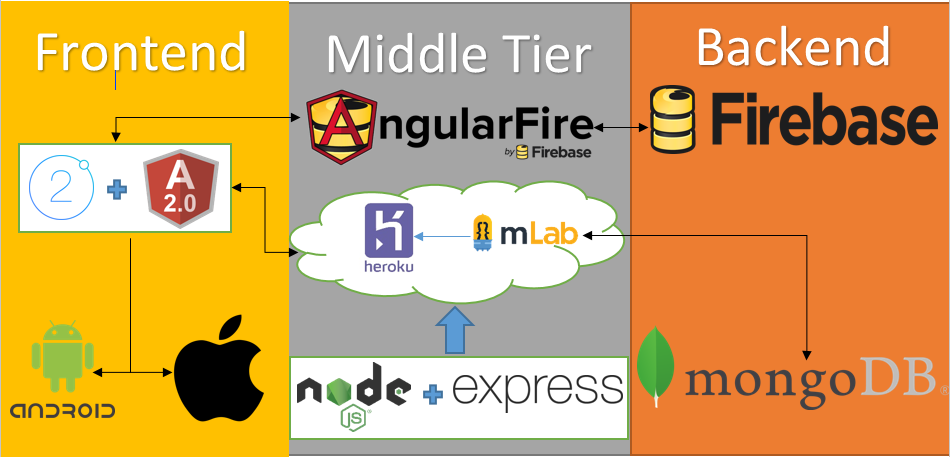 Frontend
Middle Tier
Backend
AngularFire
by Firebase
Firebase
2
+
A
2.0
heroku
mLab
ANDROID
node
JS
®
+
express
mongoDB®